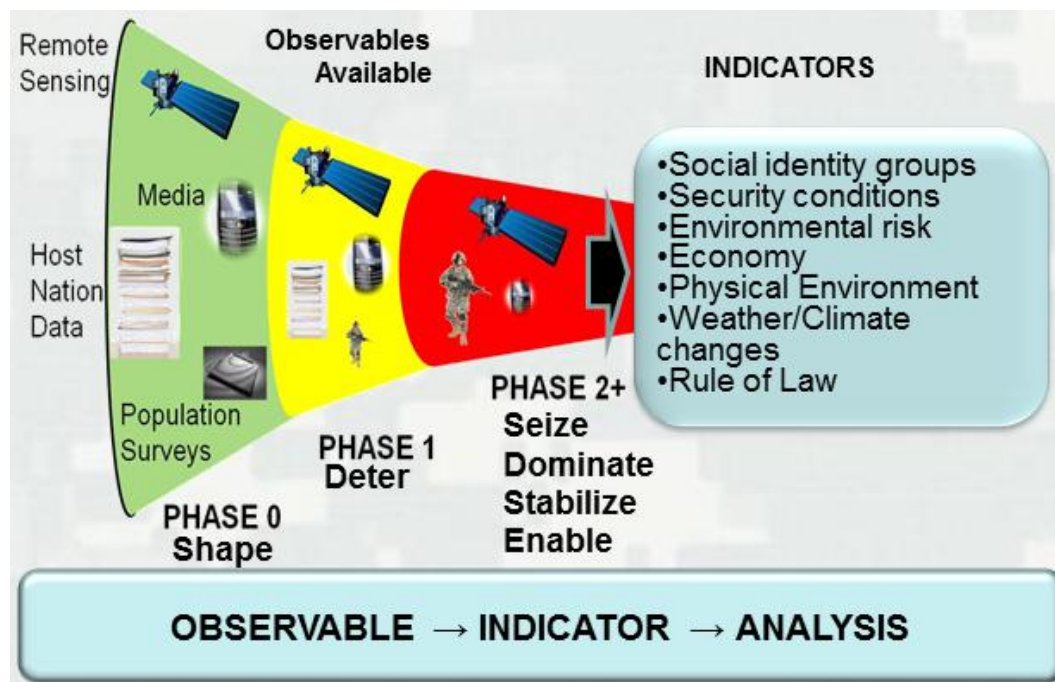 Remote
Sensing
Observables
Available
INDICATORS
Media
Host
Nation
Data
Population
Surveys
PHASE 0
Shape
PHASE 1
Deter
PHASE 2+
Seize
Dominate
Stabilize
Enable
•Social identity groups
•Security conditions
•Environmental risk
•Economy
•Physical Environment
•Weather/Climate
changes
•Rule of Law
OBSERVABLE → INDICATOR → ANALYSIS